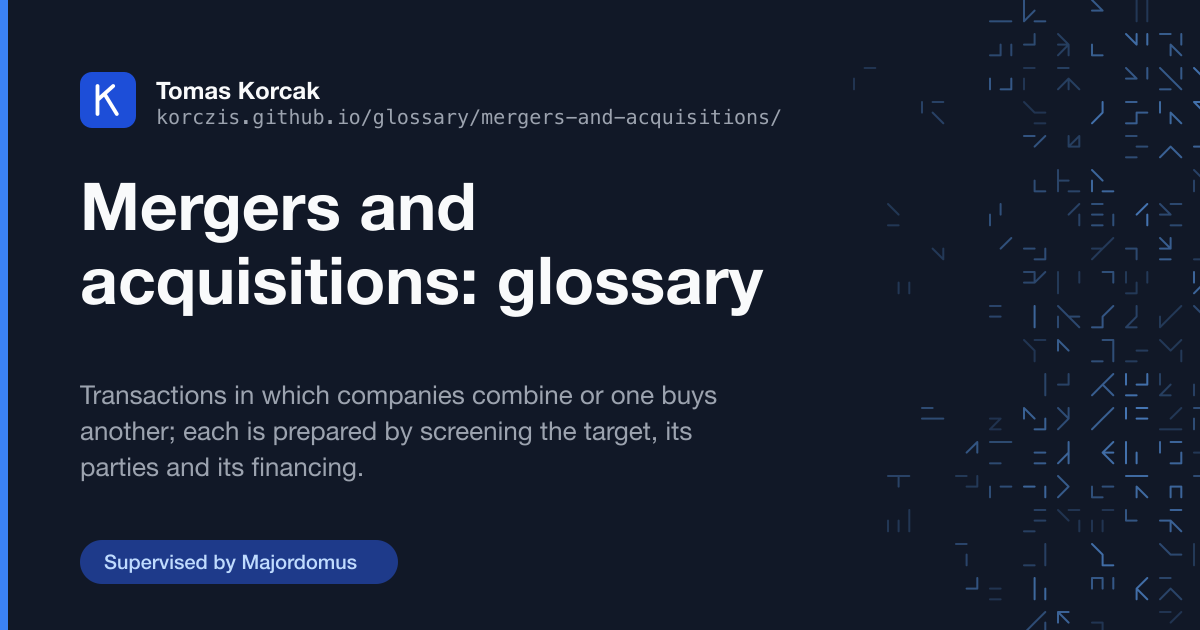 K
Tomas Korcak
korczis.github.io/glossary/mergers-and-acquisitions/
Mergers and
acquisitions: glossary
Transactions in which companies combine or one buys
another; each is prepared by screening the target, its
parties and its financing.
Supervised by Majordomus